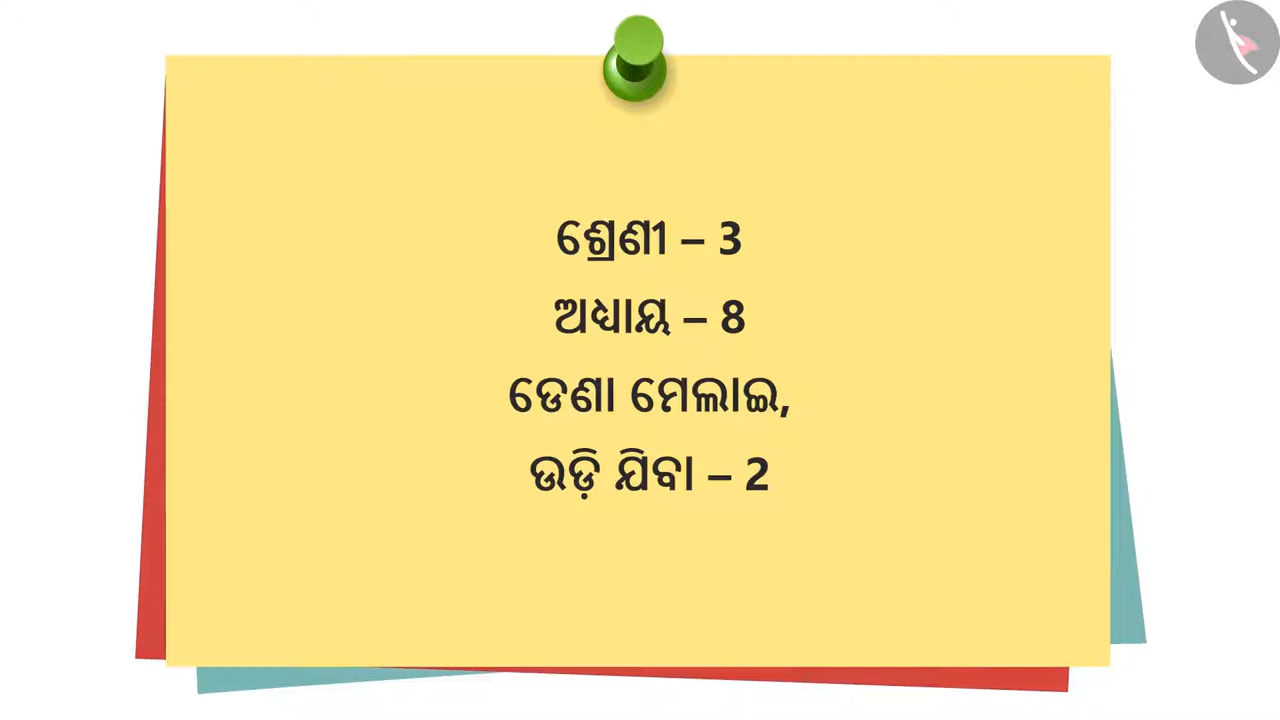 ଶ୍ରେଣୀ – 3
ଅଧ୍ୟାୟ – 8
ଡେଣା ମେଲାଇ,
ଉଡ଼ି ଯିବା – 2